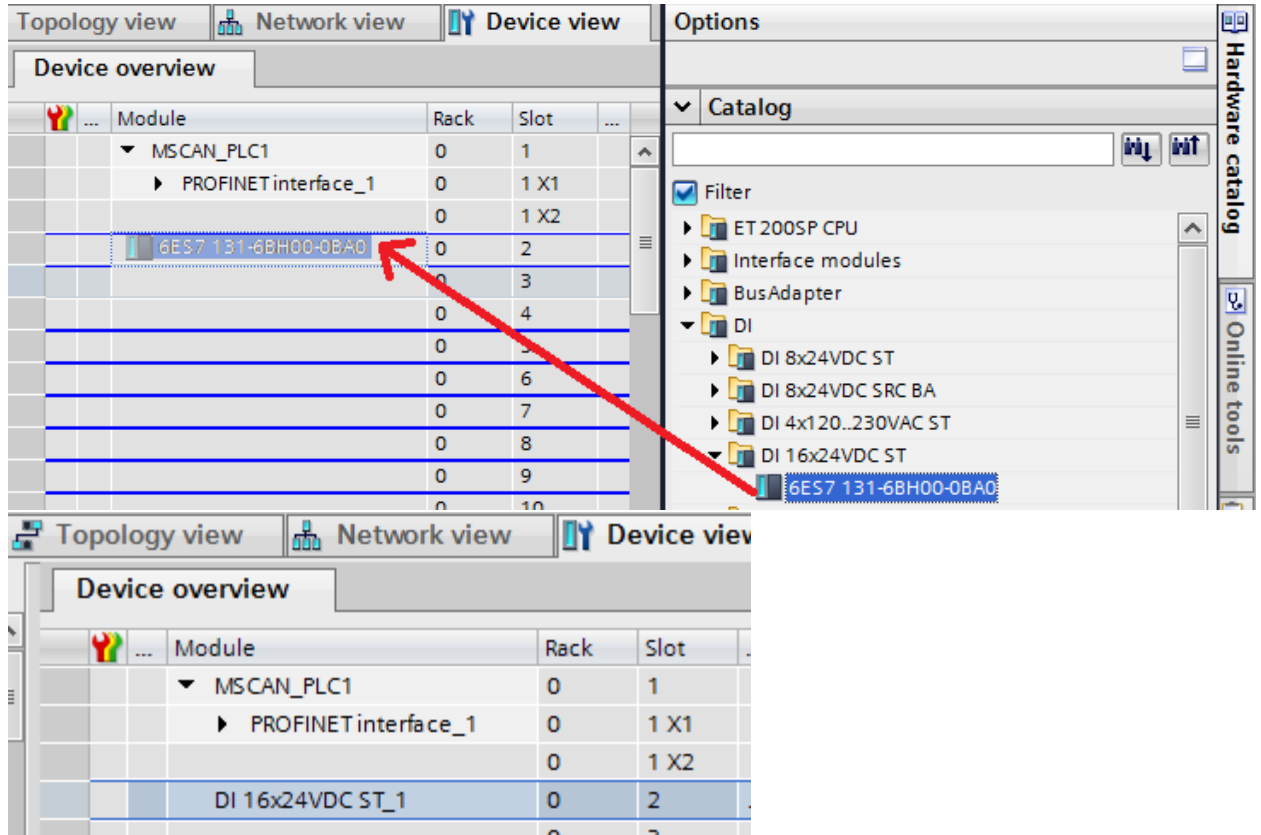 Topology view Network view Device view
Device overview
... Module Rack Slot ...
MSCAN_PLC1 0 1
PROFINET interface_1 0 1 X1
0 1 X2
6ES7 131-6BH00-0BA0 0 2
0 3
0 4
0 5
0 6
0 7
0 8
0 9
0 10
Options
Catalog
Filter
ET 200SP CPU
Interface modules
BusAdapter
DI
DI 8x24VDC ST
DI 8x24VDC SRC BA
DI 4x120..230VAC ST
DI 16x24VDC ST
6ES7 131-6BH00-0BA0
Hardware catalog
Online tools
Topology view Network view Device view
Device overview
... Module Rack Slot
MSCAN_PLC1 0 1
PROFINET interface_1 0 1 X1
0 1 X2
DI 16x24VDC ST_1 0 2
0 3